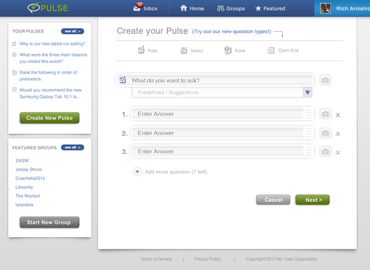 PULSE
Inbox
Home
Groups
Featured
Rich Armstro
YOUR PULSES
see all
Why is our new tablet not selling?
What were the three main reasons
you visited this event?
Rank the following in order of
preference.
Would you recommend the new
Samsung Galaxy Tab 10.1 to ..
Create New Pulse
FEATURED GROUPS
see all
SXSW
Jersey Shore
Coachella2012
Linsanity
The Wanted
Islanders
Start New Group
Create your Pulse (Try out our new question types!)
Rate
Select
Rank
Open End
What do you want to ask?
Predefined / Suggestions
1. Enter Answer x
2. Enter Answer x
3. Enter Answer x
+ Add more question (7 left)
Cancel
Next >
Terms of Service | Privacy Policy | Copyright 2012 My Take Corporation